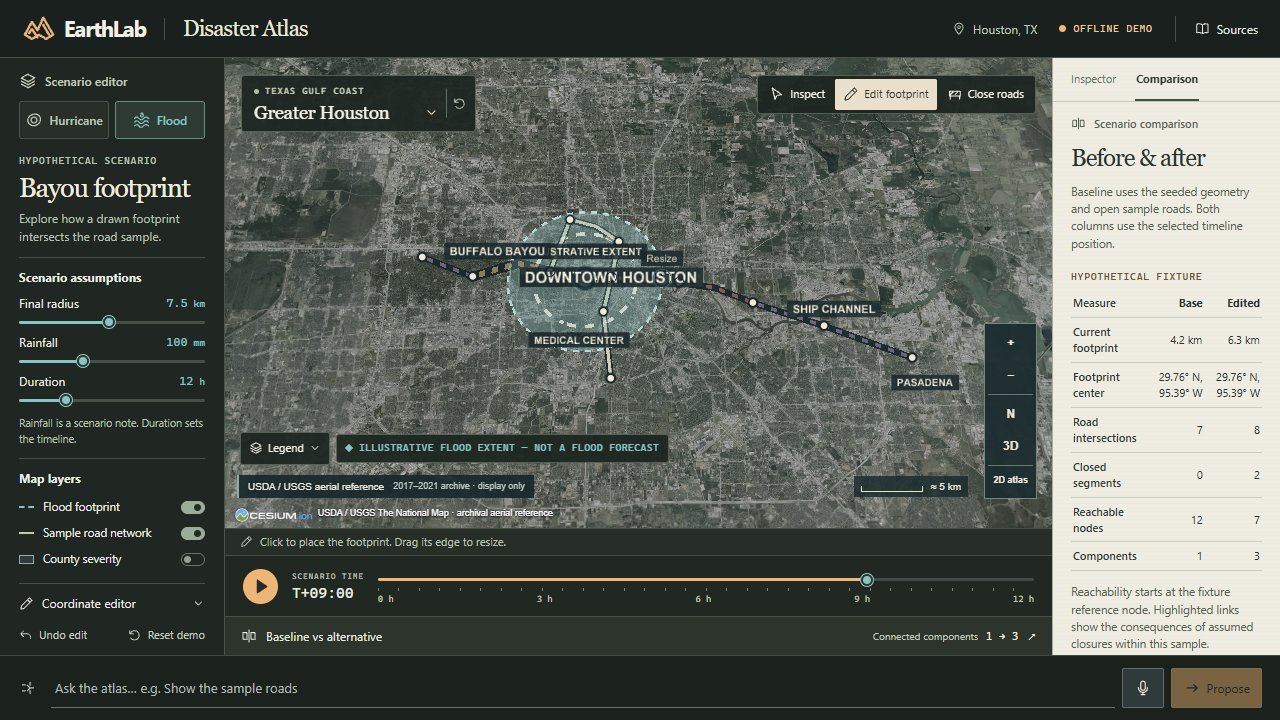 EarthLab
Disaster Atlas
Houston, TX
OFFLINE DEMO
Sources
Scenario editor
Hurricane
Flood
HYPOTHETICAL SCENARIO
Bayou footprint
Explore how a drawn footprint
intersects the road sample.
Scenario assumptions
Final radius 7.5 km
Rainfall 100 mm
Duration 12 h
Rainfall is a scenario note. Duration sets
the timeline.
Map layers
Flood footprint
Sample road network
County severity
Coordinate editor
Undo edit
Reset demo
TEXAS GULF COAST
Greater Houston
Inspect
Edit footprint
Close roads
BUFFALO BAYOU
STRATIVE EXTENT
Resize
DOWNTOWN HOUSTON
SHIP CHANNEL
MEDICAL CENTER
PASADENA
+
−
N
3D
2D atlas
Legend
ILLUSTRATIVE FLOOD EXTENT — NOT A FLOOD FORECAST
USDA / USGS aerial reference 2017–2021 archive · display only
≈ 5 km
CESIUM ion
USDA / USGS The National Map · archival aerial reference
Click to place the footprint. Drag its edge to resize.
SCENARIO TIME
T+09:00
0 h 3 h 6 h 9 h 12 h
Baseline vs alternative
Connected components 1 → 3 ↗
Inspector
Comparison
Scenario comparison
Before & after
Baseline uses the seeded geometry
and open sample roads. Both
columns use the selected timeline
position.
HYPOTHETICAL FIXTURE
Measure Base Edited
Current
footprint 4.2 km 6.3 km
Footprint 29.76° N, 29.76° N,
center 95.39° W 95.39° W
Road
intersections 7 8
Closed
segments 0 2
Reachable
nodes 12 7
Components 1 3
Reachability starts at the fixture
reference node. Highlighted links
show the consequences of assumed
closures within this sample.
Ask the atlas... e.g. Show the sample roads
→ Propose